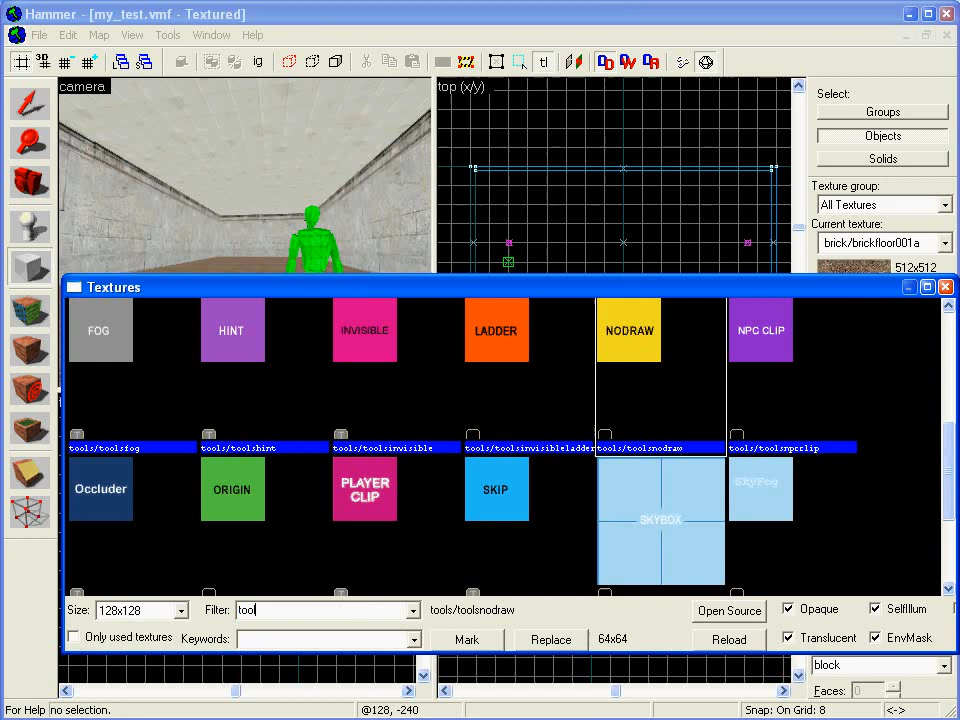 Hammer - [my_test.vmf - Textured]
File Edit Map View Tools Window Help
ig
tl
camera
top (x/y)
Select:
Groups
Objects
Solids
Texture group:
All Textures
Current texture:
brick/brickfloor001a
512x512
Textures
FOG HINT INVISIBLE LADDER NODRAW NPC CLIP
tools/toolsfog tools/toolshint tools/toolsinvisible tools/toolsinvisibleladder tools/toolsnodraw tools/toolsnpcclip
Occluder ORIGIN PLAYER CLIP SKIP SKYBOX SkyFog
Size: 128x128 Filter: tool tools/toolsnodraw Open Source Opaque SelfIllum
Only used textures Keywords: Mark Replace 64x64 Reload Translucent EnvMask
block
Faces: 0
For Help no selection. @128, -240 Snap: On Grid: 8 <->